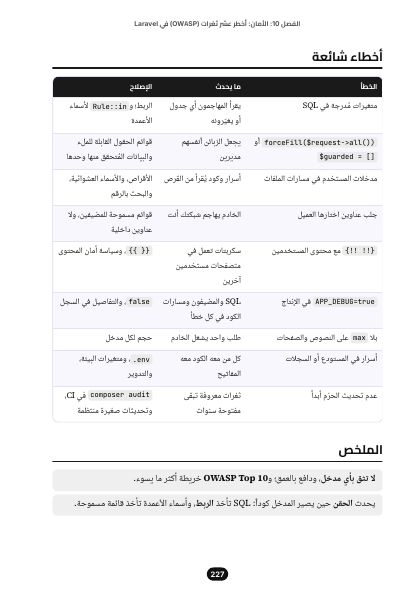 الفصل 10: الأمان: أخطر عشر ثغرات (OWASP) في Laravel
أخطاء شائعة
الخطأ ما يحدث الإصلاح
متغيرات مُدرجة في SQL يقرأ المهاجمون أي جدول أو يغيّرونه الربط؛ و Rule::in لأسماء الأعمدة
forceFill($request->all()) أو $guarded = [] يجعل الزبائن أنفسهم مديرين قوائم الحقول القابلة للملء والبيانات المُتحقق منها وحدها
مدخلات المستخدم في مسارات الملفات أسرار وكود يُقرأ من القرص الأقراص، والأسماء العشوائية، والبحث بالرقم
جلب عناوين اختارها العميل الخادم يهاجم شبكتك أنت قوائم مسموحة للمضيفين، ولا عناوين داخلية
{!! !!} مع محتوى المستخدمين سكربتات تعمل في متصفحات مستخدمين آخرين {{ }}، وسياسة أمان المحتوى
APP_DEBUG=true في الإنتاج SQL والمضيفون ومسارات الكود في كل خطأ false، والتفاصيل في السجل
بلا max على النصوص والصفحات طلب واحد يشغل الخادم حجم لكل مدخل
أسرار في المستودع أو السجلات كل من معه الكود معه المفاتيح .env، ومتغيرات البيئة، والتدوير
عدم تحديث الحزم أبداً ثغرات معروفة تبقى مفتوحة سنوات composer audit في CI، وتحديثات صغيرة منتظمة
الملخص
لا تثق بأي مدخل، ودافع بالعمق؛ وOWASP Top 10 خريطة أكثر ما يسوء.
يحدث الحقن حين يصير المدخل كوداً: SQL تأخذ الربط، وأسماء الأعمدة تأخذ قائمة مسموحة.
227